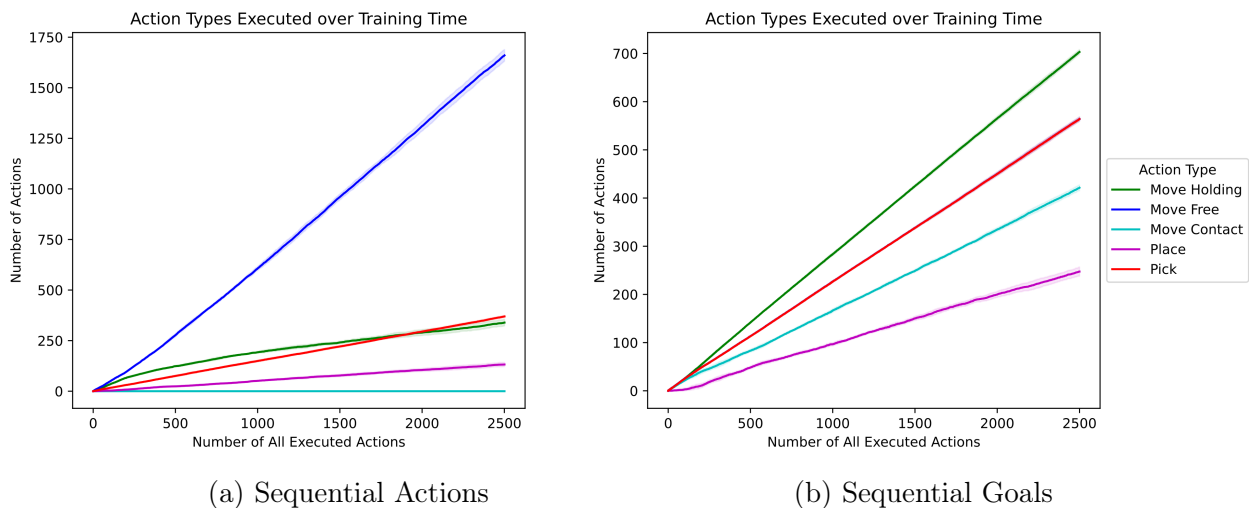 Action Types Executed over Training Time
1750
1500
1250
1000
750
500
250
0
Number of Actions
0 500 1000 1500 2000 2500
Number of All Executed Actions
(a) Sequential Actions
Action Types Executed over Training Time
700
600
500
400
300
200
100
0
Number of Actions
0 500 1000 1500 2000 2500
Number of All Executed Actions
(b) Sequential Goals
Action Type
Move Holding
Move Free
Move Contact
Place
Pick